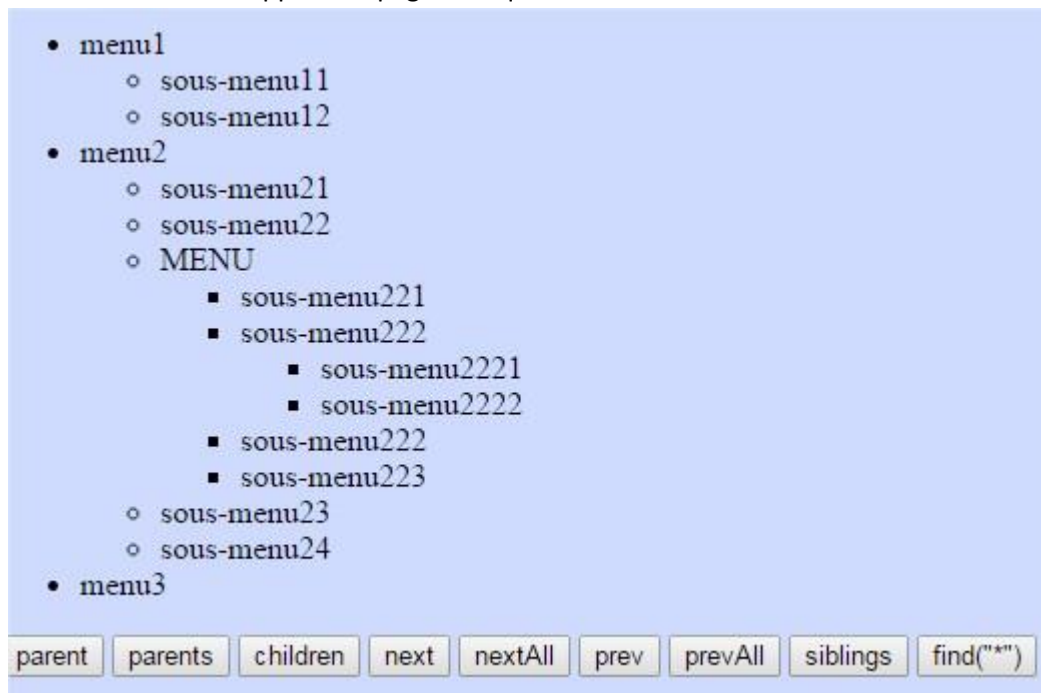 menu1
sous-menu11
sous-menu12
menu2
sous-menu21
sous-menu22
MENU
sous-menu221
sous-menu222
sous-menu2221
sous-menu2222
sous-menu222
sous-menu223
sous-menu23
sous-menu24
menu3
parent parents children next nextAll prev prevAll siblings find("*")